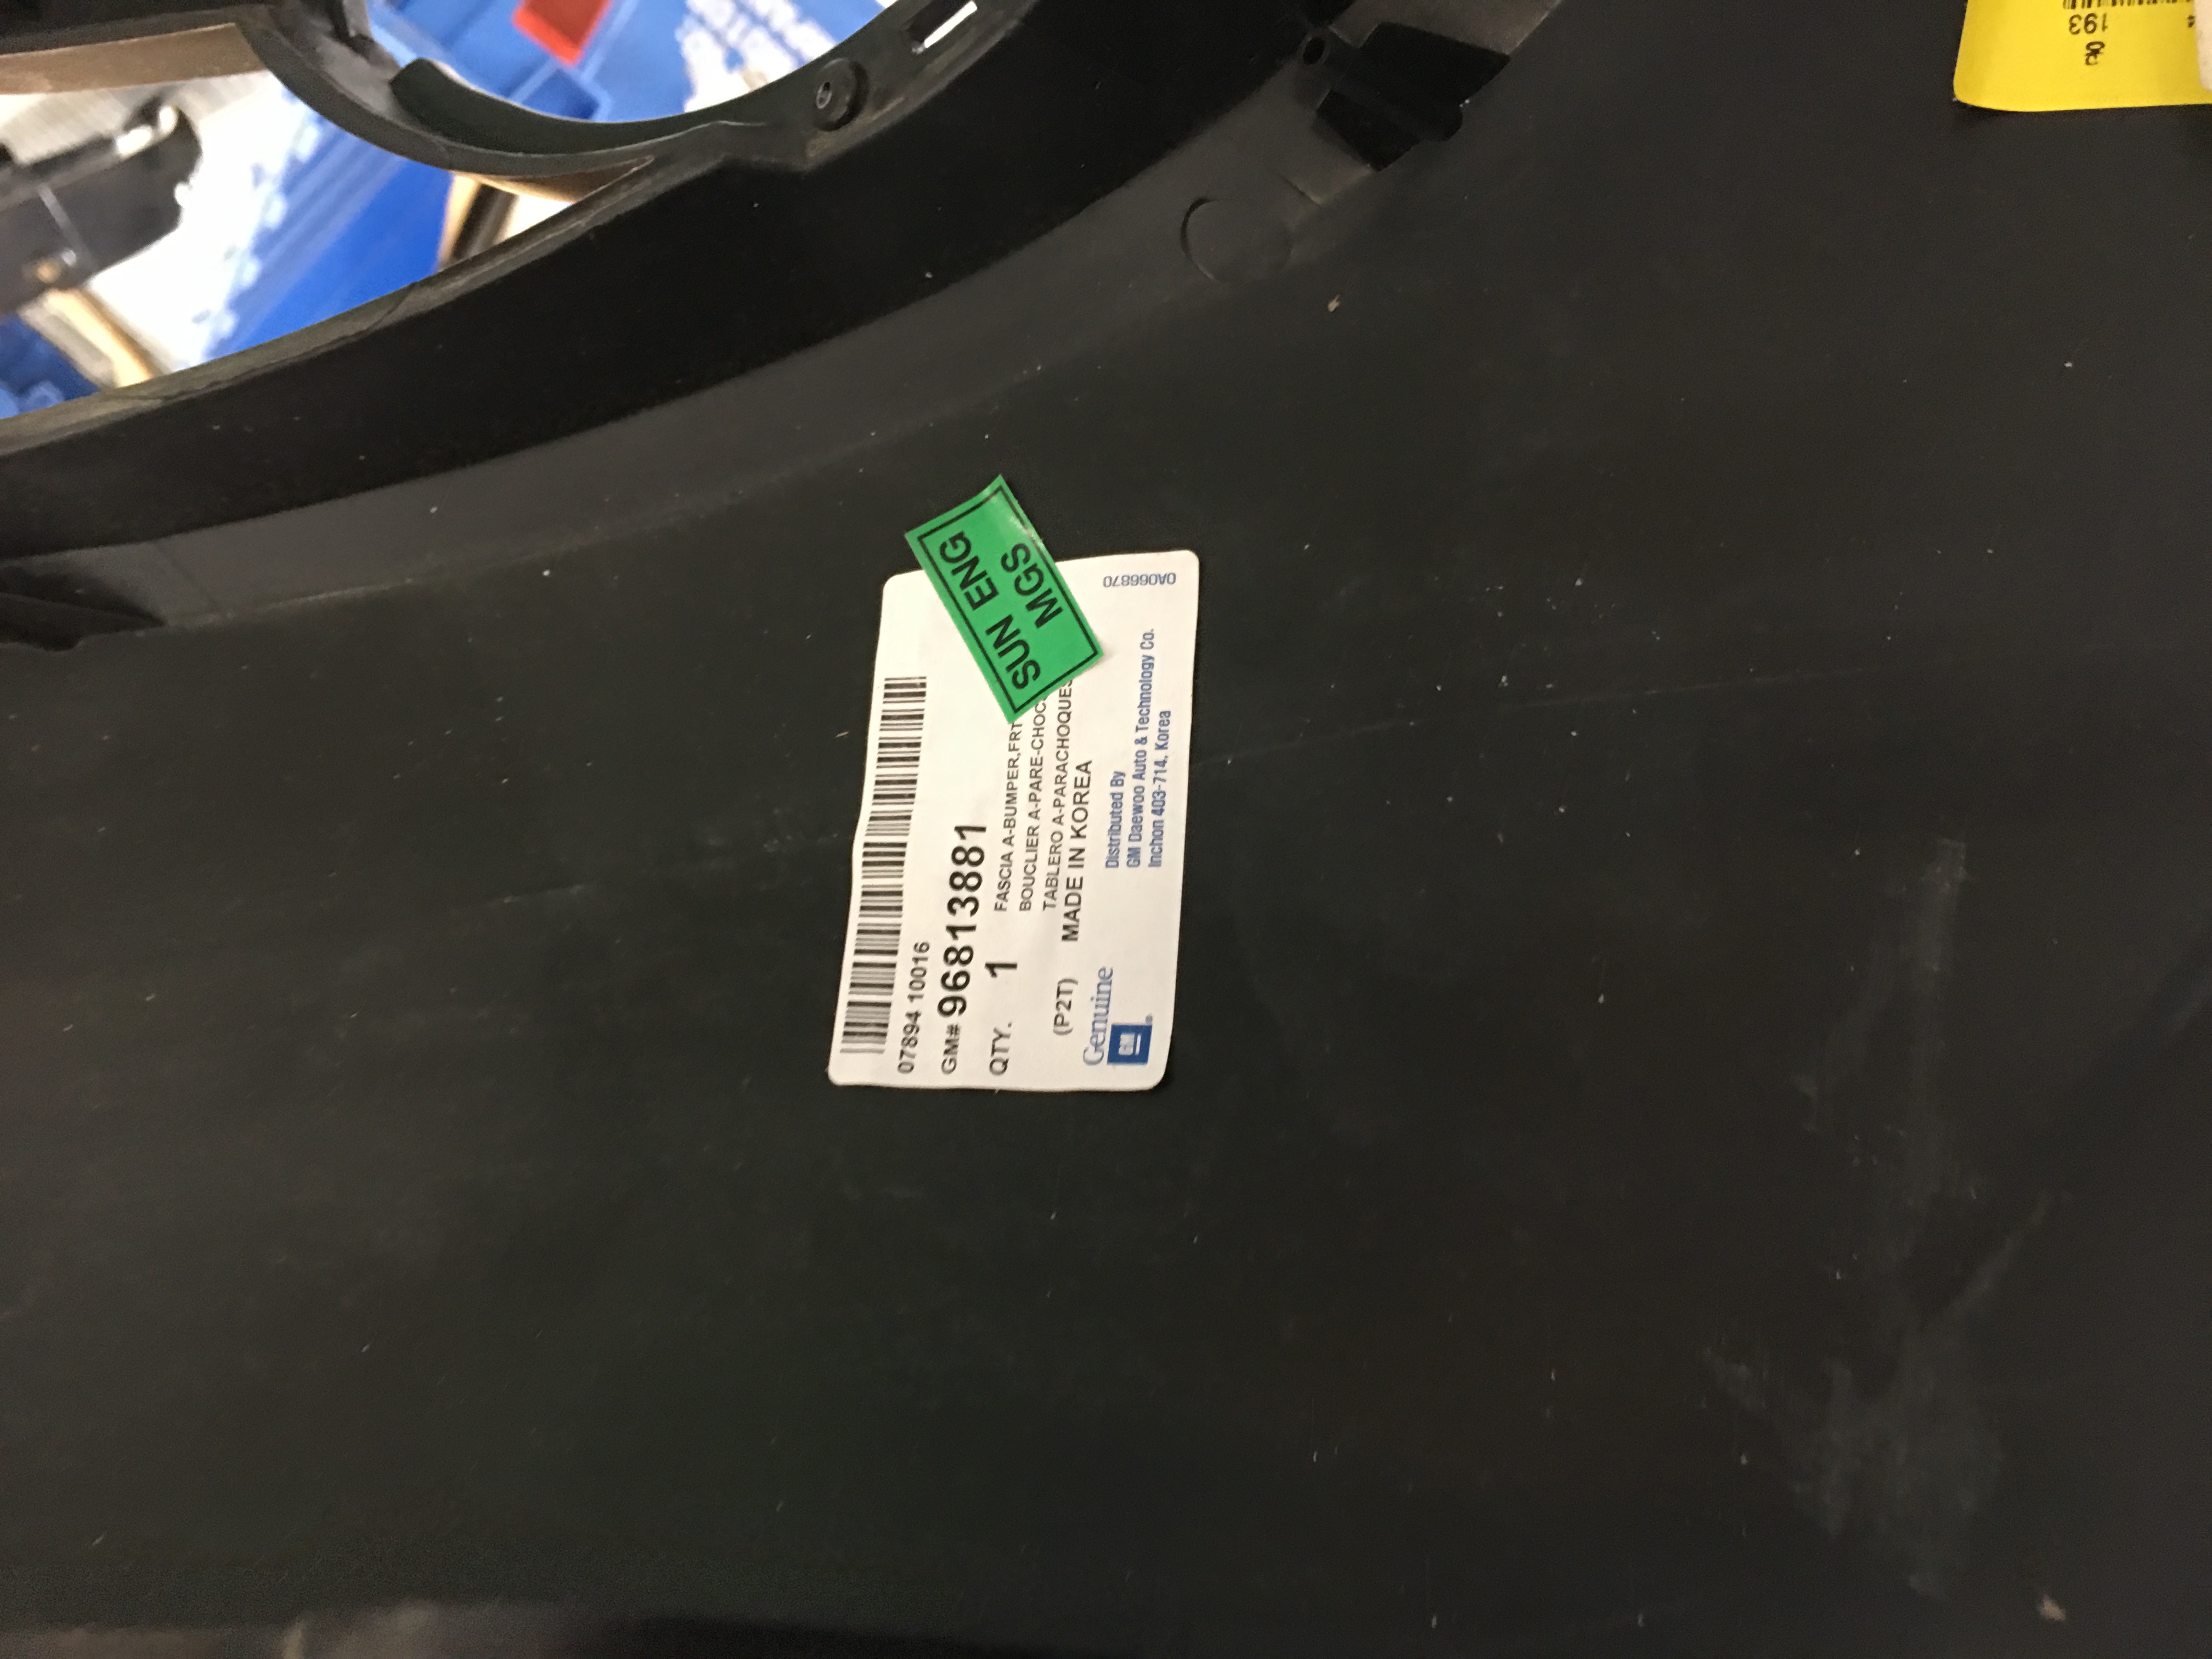 07894 10016
GM# 96813881
QTY. 1
FASCIA A-BUMPER,FRT
BOUCLIER A-PARE-CHOC
TABLERO A-PARACHOQUES
(P2T) MADE IN KOREA
Genuine
GM
Distributed By
GM Daewoo Auto & Technology Co.
Inchon 403-714, Korea
0A066870
SUN ENG
MGS
193